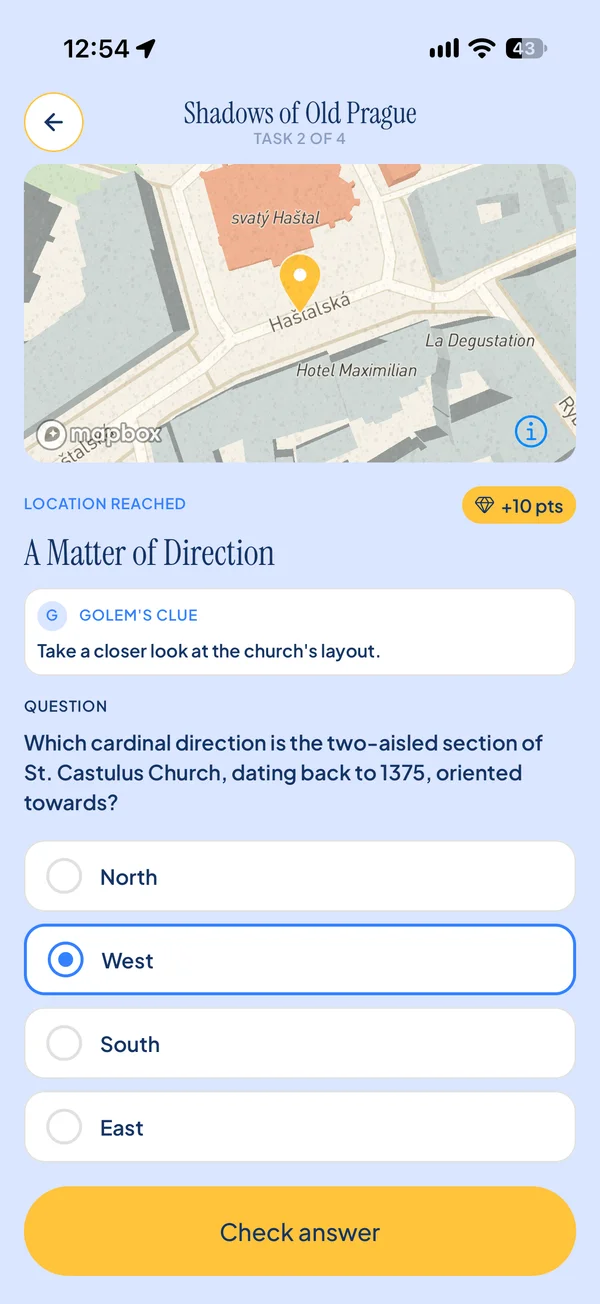 12:54
43
Shadows of Old Prague
TASK 2 OF 4
svatý Haštal
Haštalská
La Degustation
Hotel Maximilian
mapbox
LOCATION REACHED
+10 pts
A Matter of Direction
G GOLEM'S CLUE
Take a closer look at the church's layout.
QUESTION
Which cardinal direction is the two-aisled section of
St. Castulus Church, dating back to 1375, oriented
towards?
North
West
South
East
Check answer